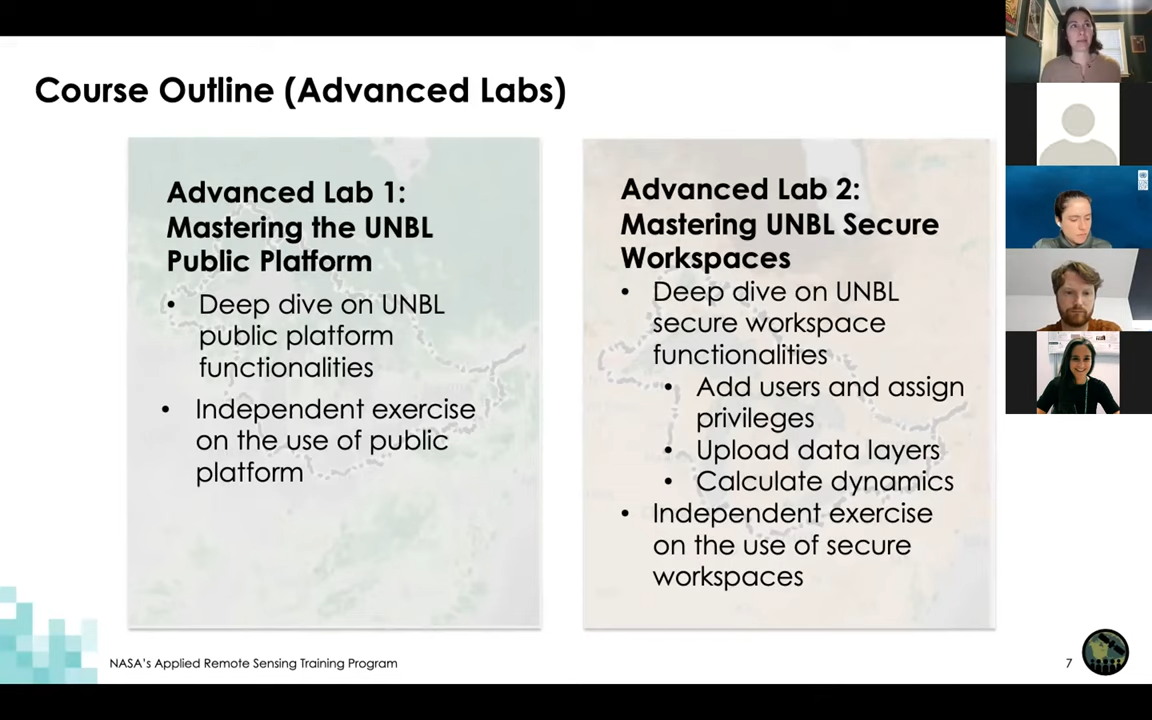 Course Outline (Advanced Labs)
Advanced Lab 1:
Mastering the UNBL
Public Platform
• Deep dive on UNBL
public platform
functionalities
• Independent exercise
on the use of public
platform
Advanced Lab 2:
Mastering UNBL Secure
Workspaces
• Deep dive on UNBL
secure workspace
functionalities
• Add users and assign
privileges
• Upload data layers
• Calculate dynamics
• Independent exercise
on the use of secure
workspaces
NASA's Applied Remote Sensing Training Program
7